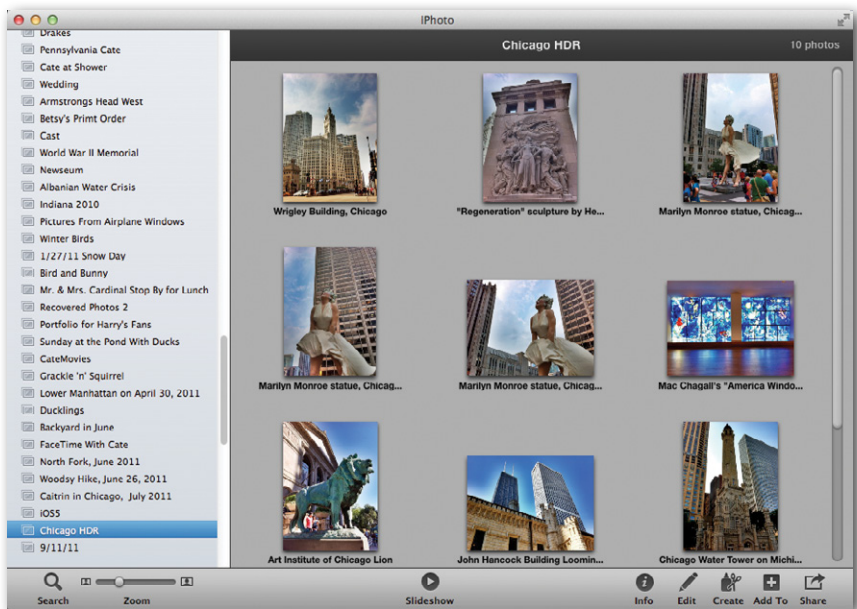 iPhoto
Drakes
Pennsylvania Cate
Cate at Shower
Wedding
Armstrongs Head West
Betsy's Primt Order
Cast
World War II Memorial
Newseum
Albanian Water Crisis
Indiana 2010
Pictures From Airplane Windows
Winter Birds
1/27/11 Snow Day
Bird and Bunny
Mr. & Mrs. Cardinal Stop By for Lunch
Recovered Photos 2
Portfolio for Harry's Fans
Sunday at the Pond With Ducks
CateMovies
Grackle 'n' Squirrel
Lower Manhattan on April 30, 2011
Ducklings
Backyard in June
FaceTime With Cate
North Fork, June 2011
Woodsy Hike, June 26, 2011
Caitrin in Chicago, July 2011
iOS5
Chicago HDR
9/11/11
Chicago HDR
10 photos
Wrigley Building, Chicago
"Regeneration" sculpture by He...
Marilyn Monroe statue, Chicag...
Marilyn Monroe statue, Chicag...
Marilyn Monroe statue, Chicag...
Mac Chagall's "America Windo...
Art Institute of Chicago Lion
John Hancock Building Loomin...
Chicago Water Tower on Michi...
Search
Zoom
Slideshow
Info
Edit
Create
Add To
Share